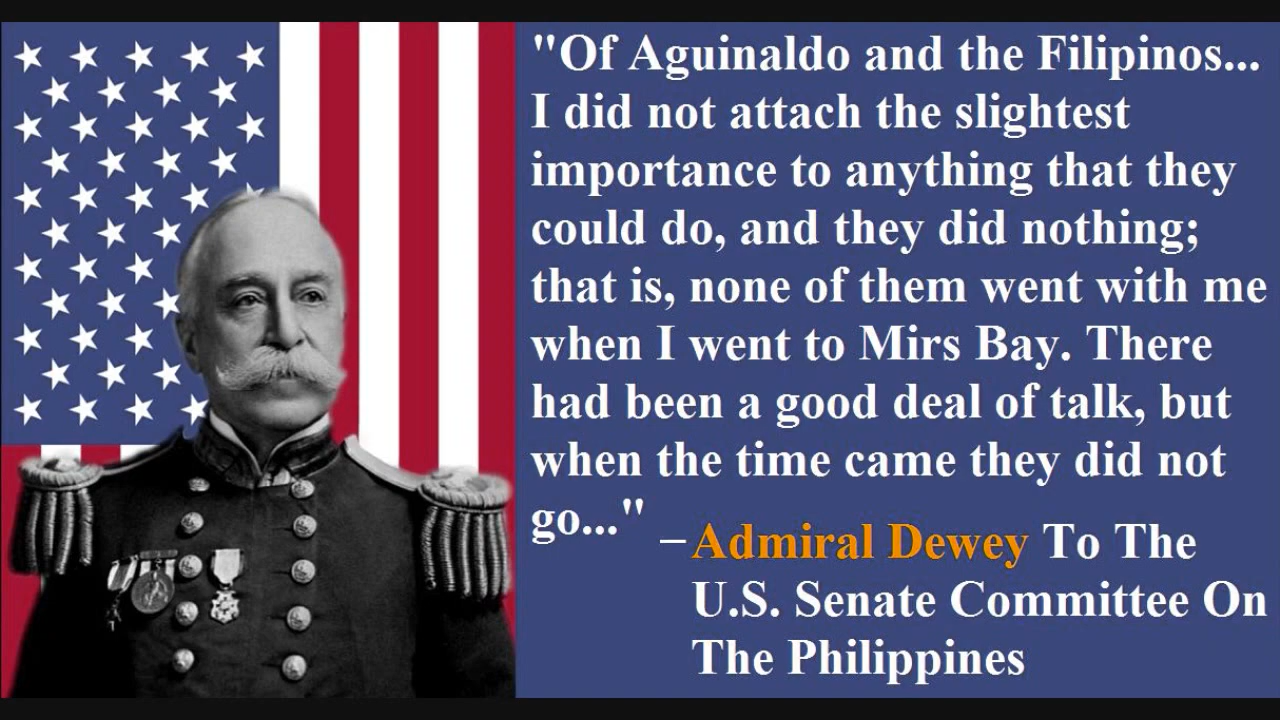 "Of Aguinaldo and the Filipinos...
I did not attach the slightest
importance to anything that they
could do, and they did nothing;
that is, none of them went with me
when I went to Mirs Bay. There
had been a good deal of talk, but
when the time came they did not
go..."
–Admiral Dewey To The
U.S. Senate Committee On
The Philippines